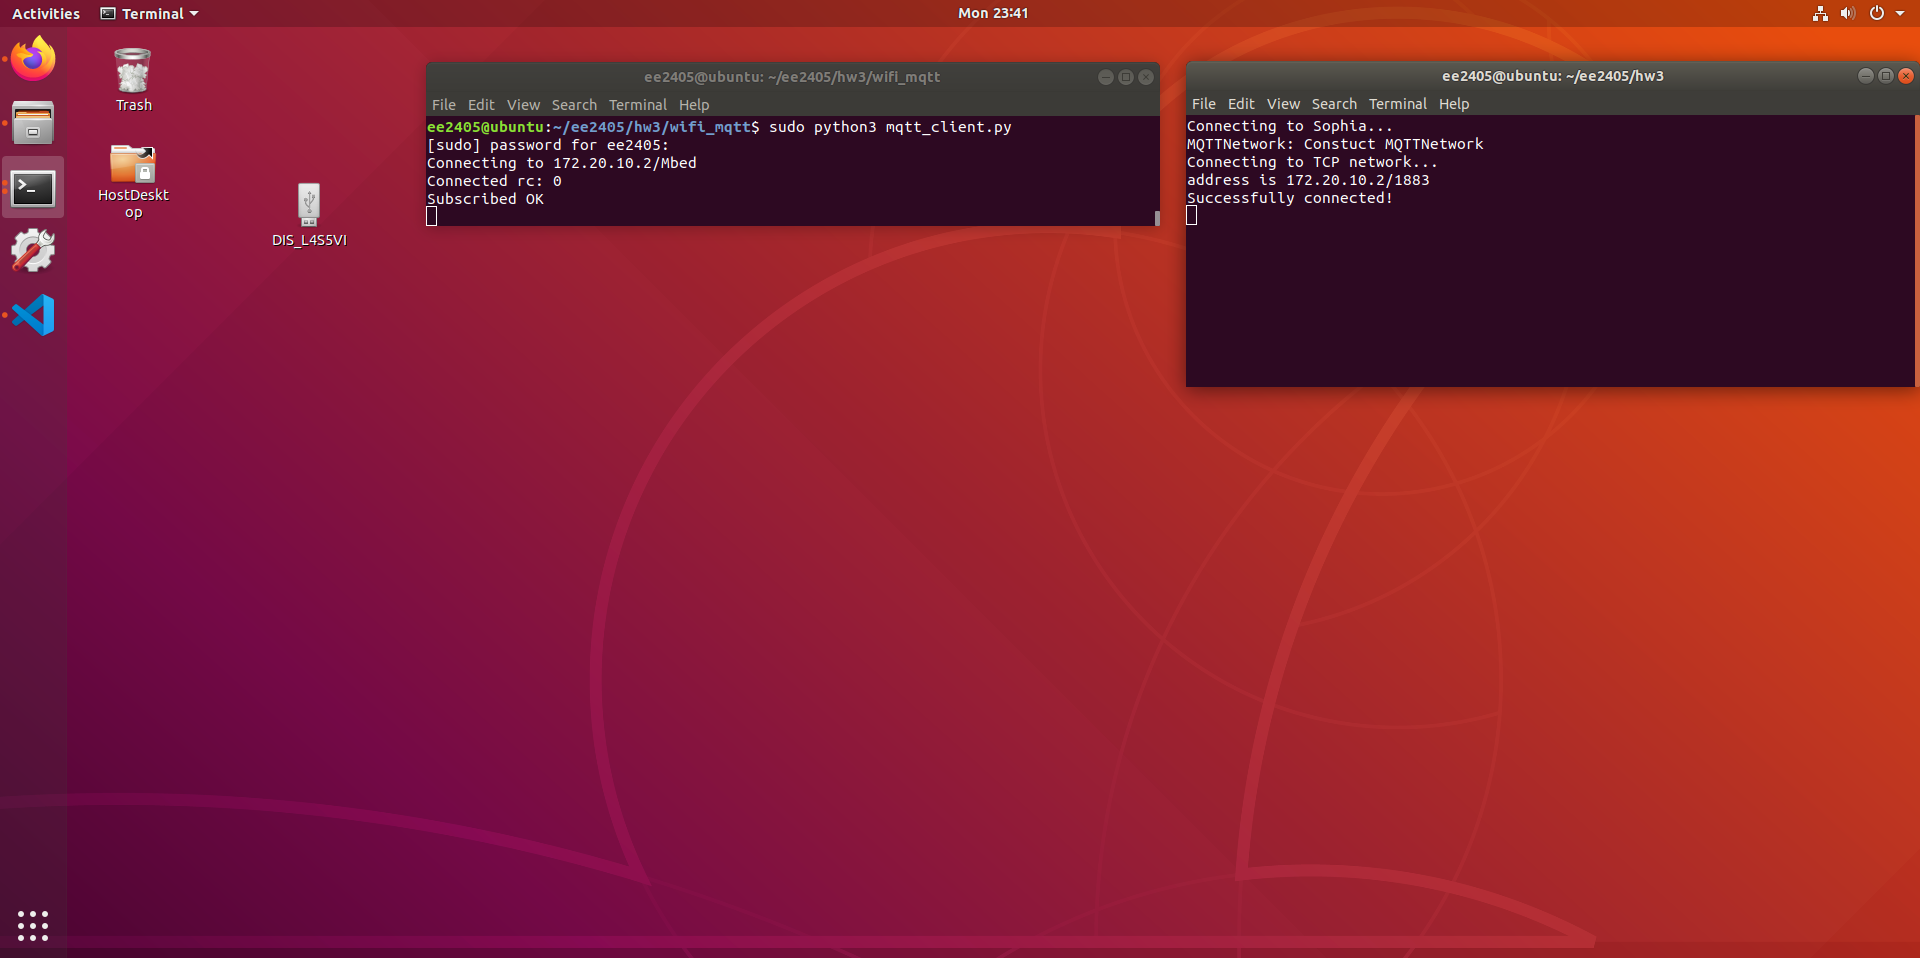 Activities
Terminal
Mon 23:41
Trash
HostDeskt
op
DIS_L4S5VI
ee2405@ubuntu: ~/ee2405/hw3/wifi_mqtt
File Edit View Search Terminal Help
ee2405@ubuntu:~/ee2405/hw3/wifi_mqtt$ sudo python3 mqtt_client.py
[sudo] password for ee2405:
Connecting to 172.20.10.2/Mbed
Connected rc: 0
Subscribed OK
ee2405@ubuntu: ~/ee2405/hw3
File Edit View Search Terminal Help
Connecting to Sophia...
MQTTNetwork: Constuct MQTTNetwork
Connecting to TCP network...
address is 172.20.10.2/1883
Successfully connected!